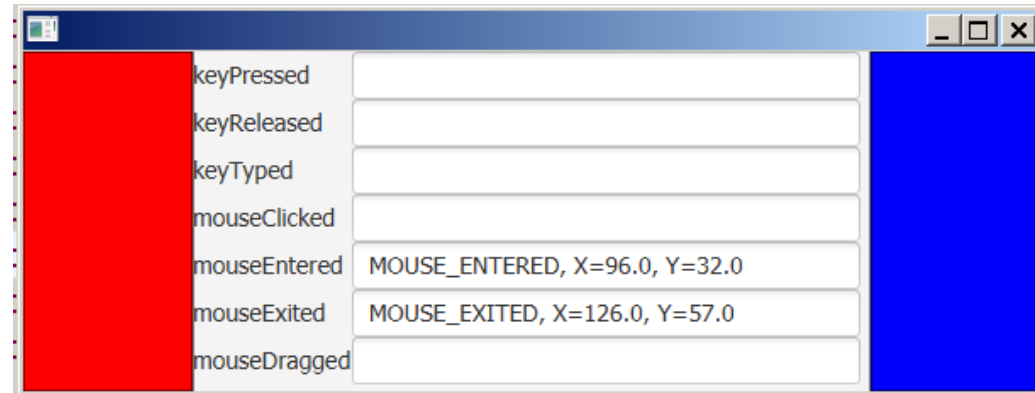 keyPressed
keyReleased
keyTyped
mouseClicked
mouseEntered MOUSE_ENTERED, X=96.0, Y=32.0
mouseExited MOUSE_EXITED, X=126.0, Y=57.0
mouseDragged